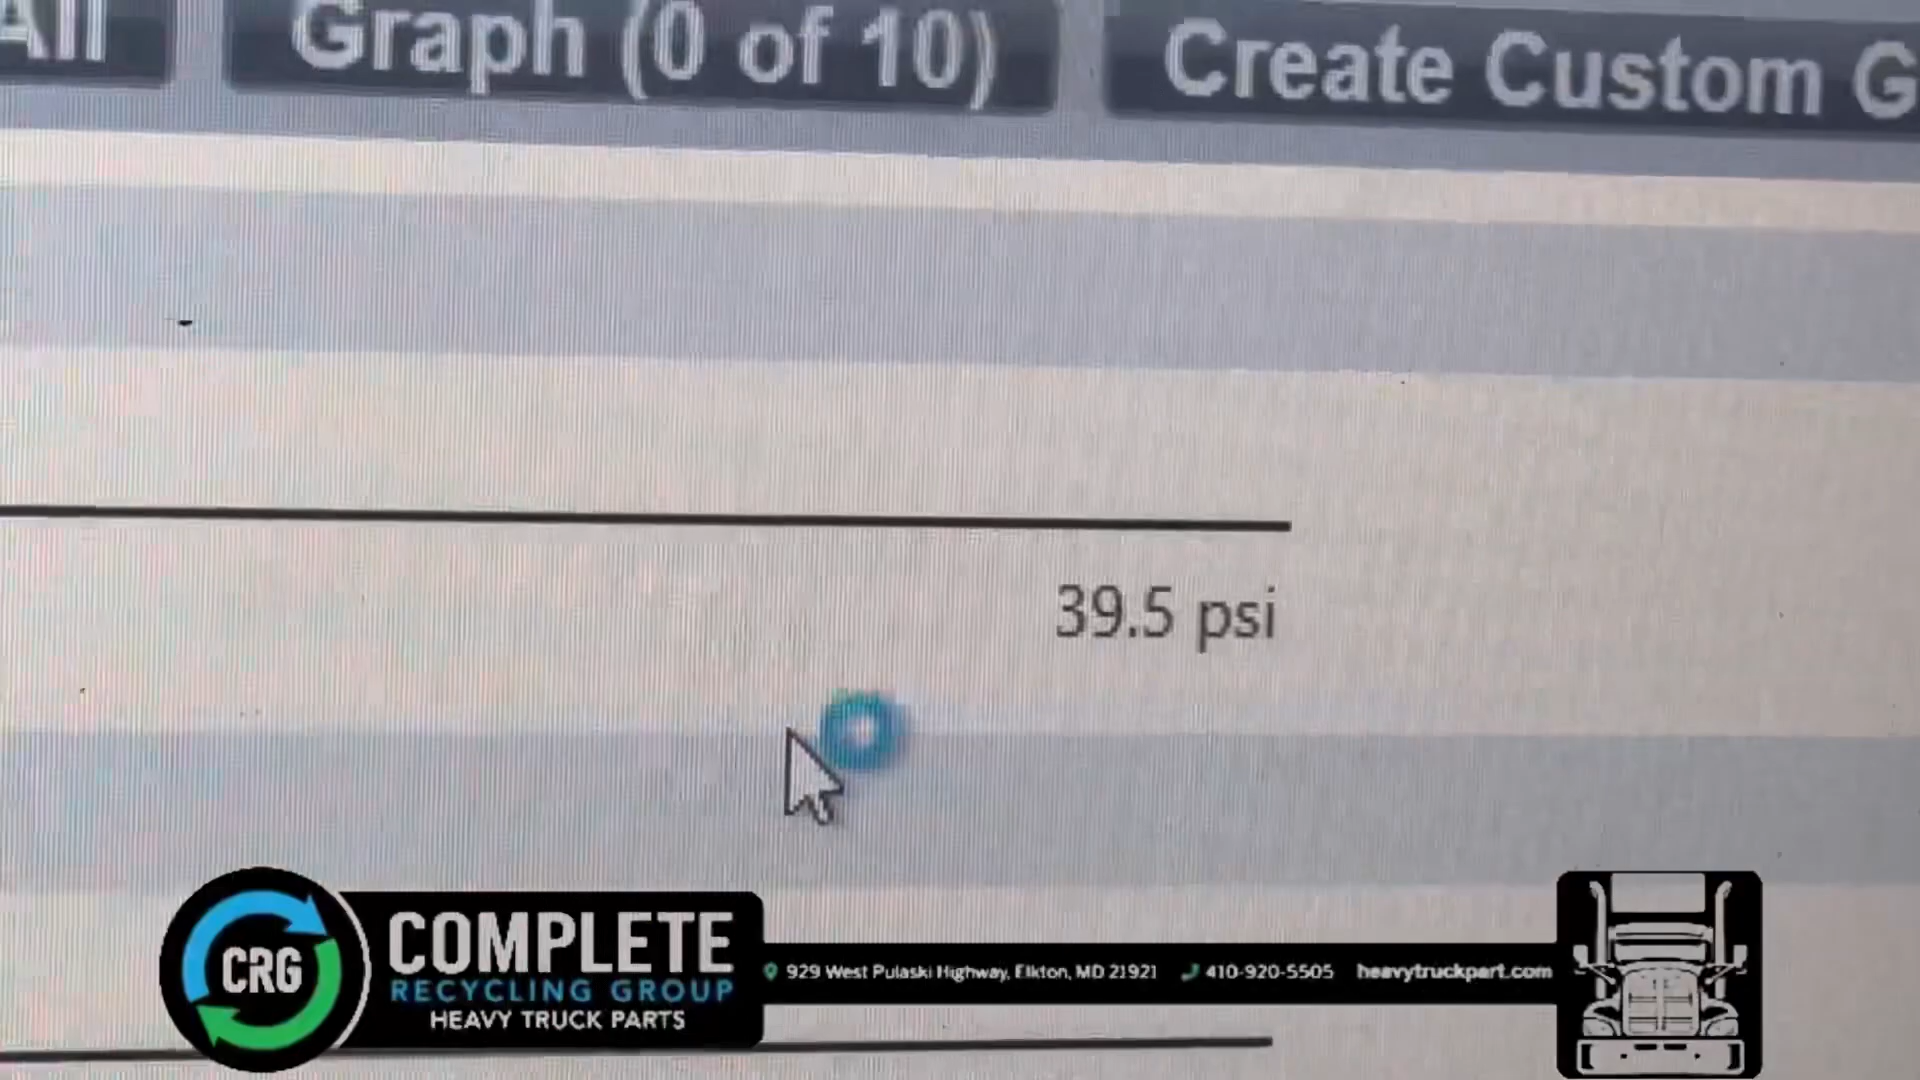 All
Graph (0 of 10)
Create Custom G
39.5 psi
CRG
COMPLETE
RECYCLING GROUP
HEAVY TRUCK PARTS
929 West Pulaski Highway, Elkton, MD 21921
410-920-5505
heavytruckpart.com